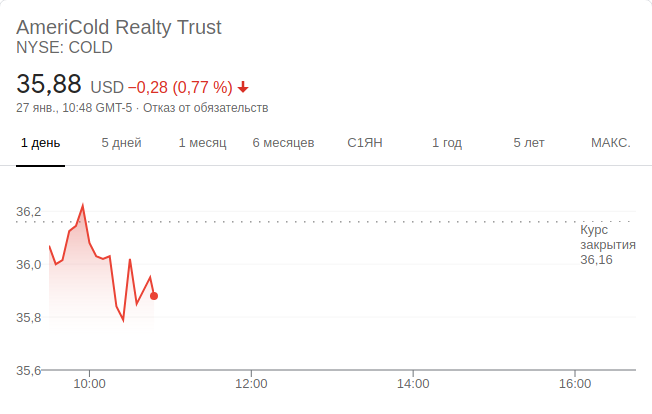 AmeriCold Realty Trust
NYSE: COLD
35,88 USD −0,28 (0,77 %)
27 янв., 10:48 GMT-5 · Отказ от обязательств
1 день 5 дней 1 месяц 6 месяцев С1ЯН 1 год 5 лет МАКС.
36,2
Курс
закрытия
36,16
36,0
35,8
35,6
10:00 12:00 14:00 16:00